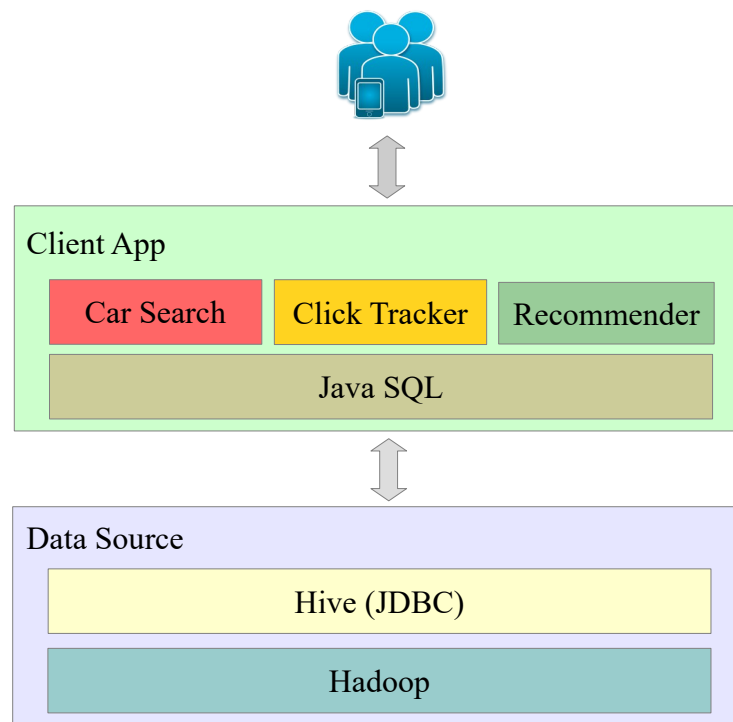 Client App
Car Search
Click Tracker
Recommender
Java SQL
Data Source
Hive (JDBC)
Hadoop